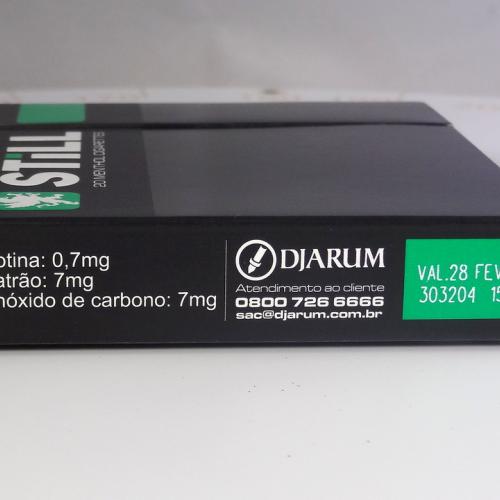 STiLL
20 MENTHOL CIGARETTES
otina: 0,7mg
atrão: 7mg
nóxido de carbono: 7mg
DJARUM
Atendimento ao cliente
0800 726 6666
sac@djarum.com.br
VAL.28 FEV
303204 15